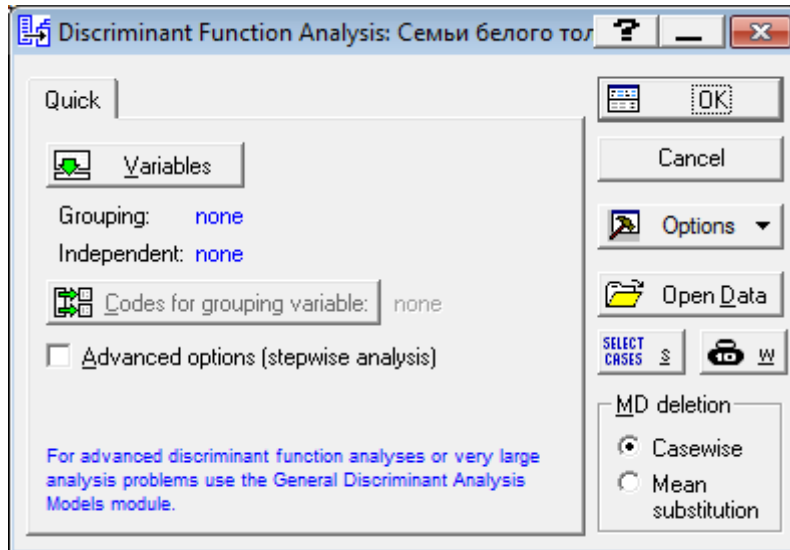 Discriminant Function Analysis: Семьи белого тол
Quick
Variables
Grouping: none
Independent: none
Codes for grouping variable: none
Advanced options (stepwise analysis)
For advanced discriminant function analyses or very large
analysis problems use the General Discriminant Analysis
Models module.
OK
Cancel
Options
Open Data
SELECT
CASES S
W
MD deletion
Casewise
Mean
substitution